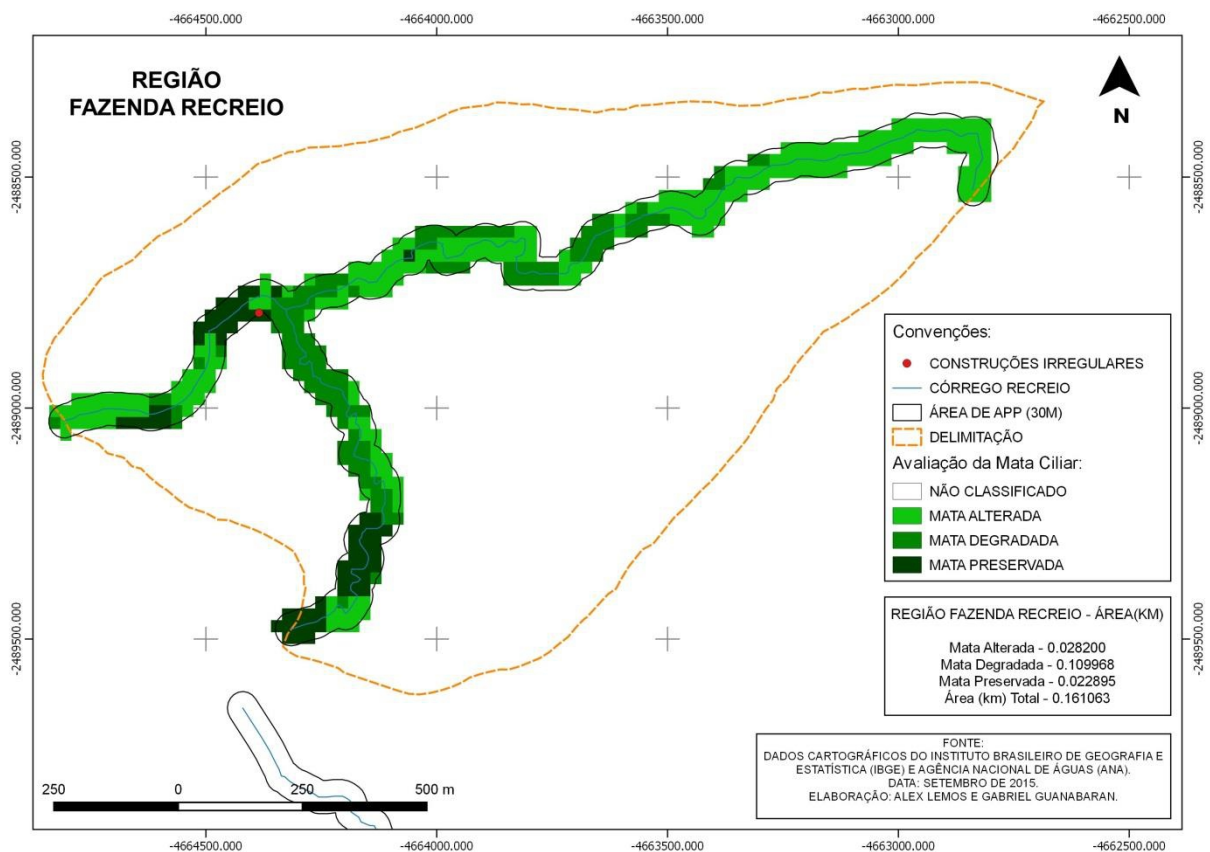 -4664500.000 -4664000.000 -4663500.000 -4663000.000 -4662500.000
REGIÃO
FAZENDA RECREIO
N
-2488500.000 -2488500.000
-2489000.000 -2489000.000
-2489500.000 -2489500.000
Convenções:
CONSTRUÇÕES IRREGULARES
CÓRREGO RECREIO
ÁREA DE APP (30M)
DELIMITAÇÃO
Avaliação da Mata Ciliar:
NÃO CLASSIFICADO
MATA ALTERADA
MATA DEGRADADA
MATA PRESERVADA
REGIÃO FAZENDA RECREIO - ÁREA(KM)
Mata Alterada - 0.028200
Mata Degradada - 0.109968
Mata Preservada - 0.022895
Área (km) Total - 0.161063
FONTE:
DADOS CARTOGRÁFICOS DO INSTITUTO BRASILEIRO DE GEOGRAFIA E
ESTATÍSTICA (IBGE) E AGÊNCIA NACIONAL DE ÁGUAS (ANA).
DATA: SETEMBRO DE 2015.
ELABORAÇÃO: ALEX LEMOS E GABRIEL GUANABARAN.
250 0 250 500 m
-4664500.000 -4664000.000 -4663500.000 -4663000.000 -4662500.000